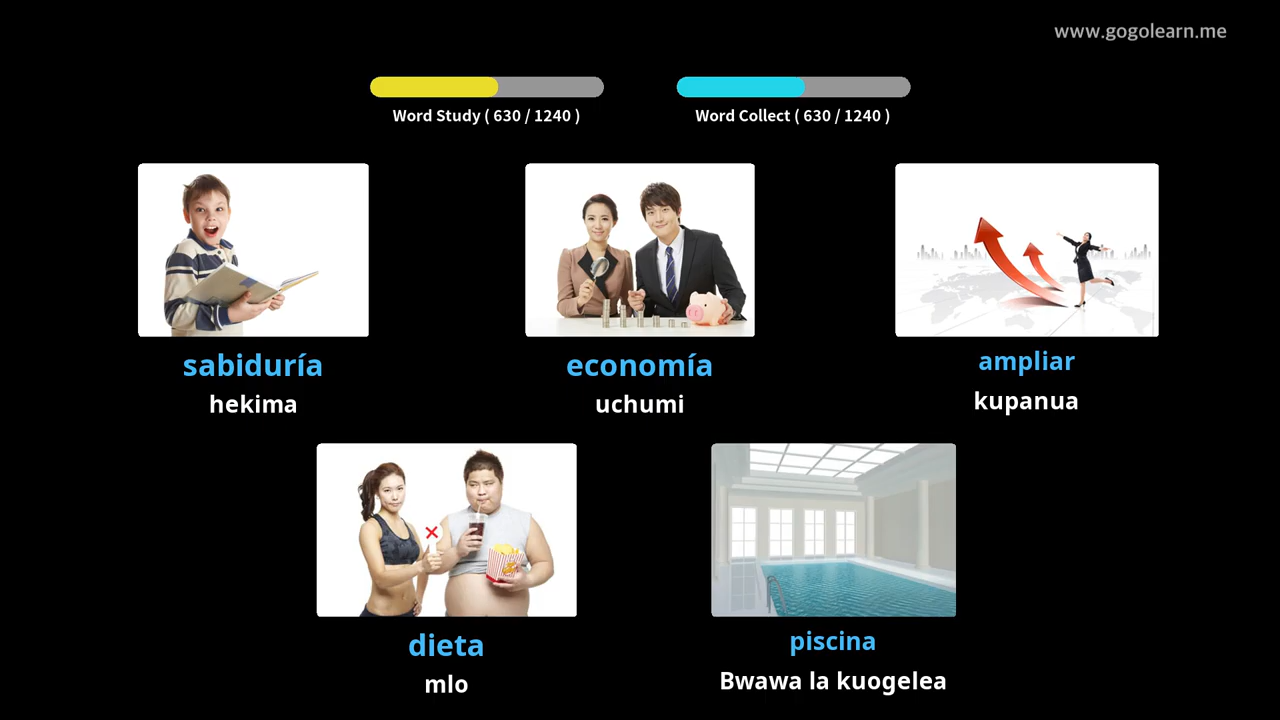 www.gogolearn.me
Word Study ( 630 / 1240 )
Word Collect ( 630 / 1240 )
sabiduría
hekima
economía
uchumi
ampliar
kupanua
dieta
mlo
piscina
Bwawa la kuogelea